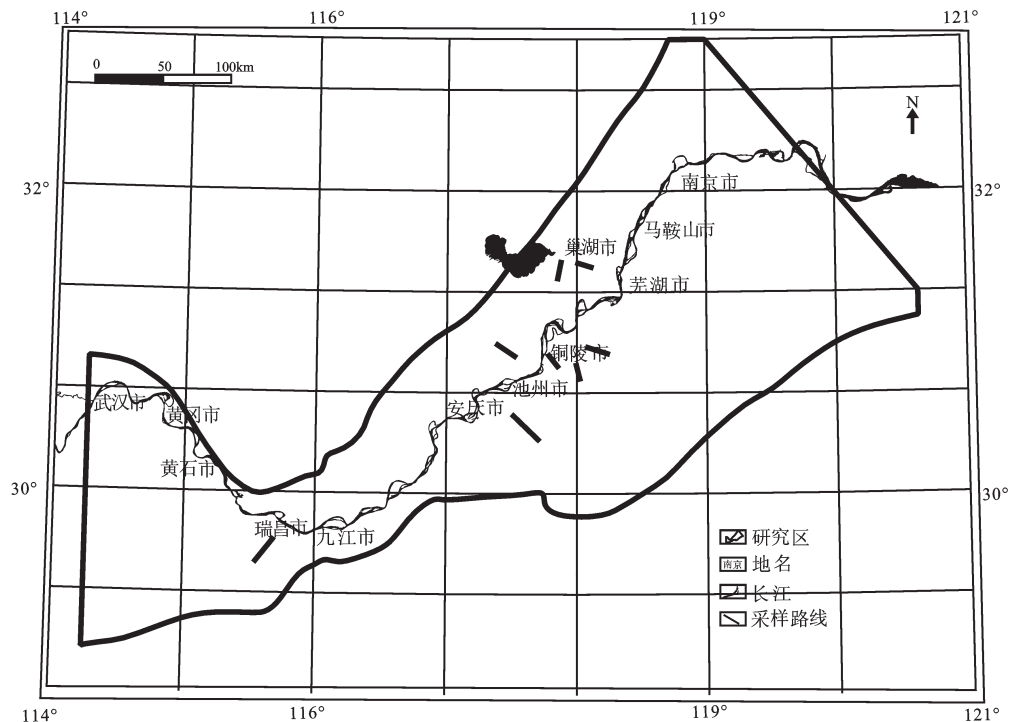 114°
116°
119°
121°
0
50
100km
N
32°
32°
南京市
马鞍山市
巢湖市
芜湖市
铜陵市
池州市
安庆市
武汉市
黄冈市
黄石市
30°
30°
瑞昌市
九江市
研究区
南京
地名
长江
采样路线
114°
116°
119°
121°